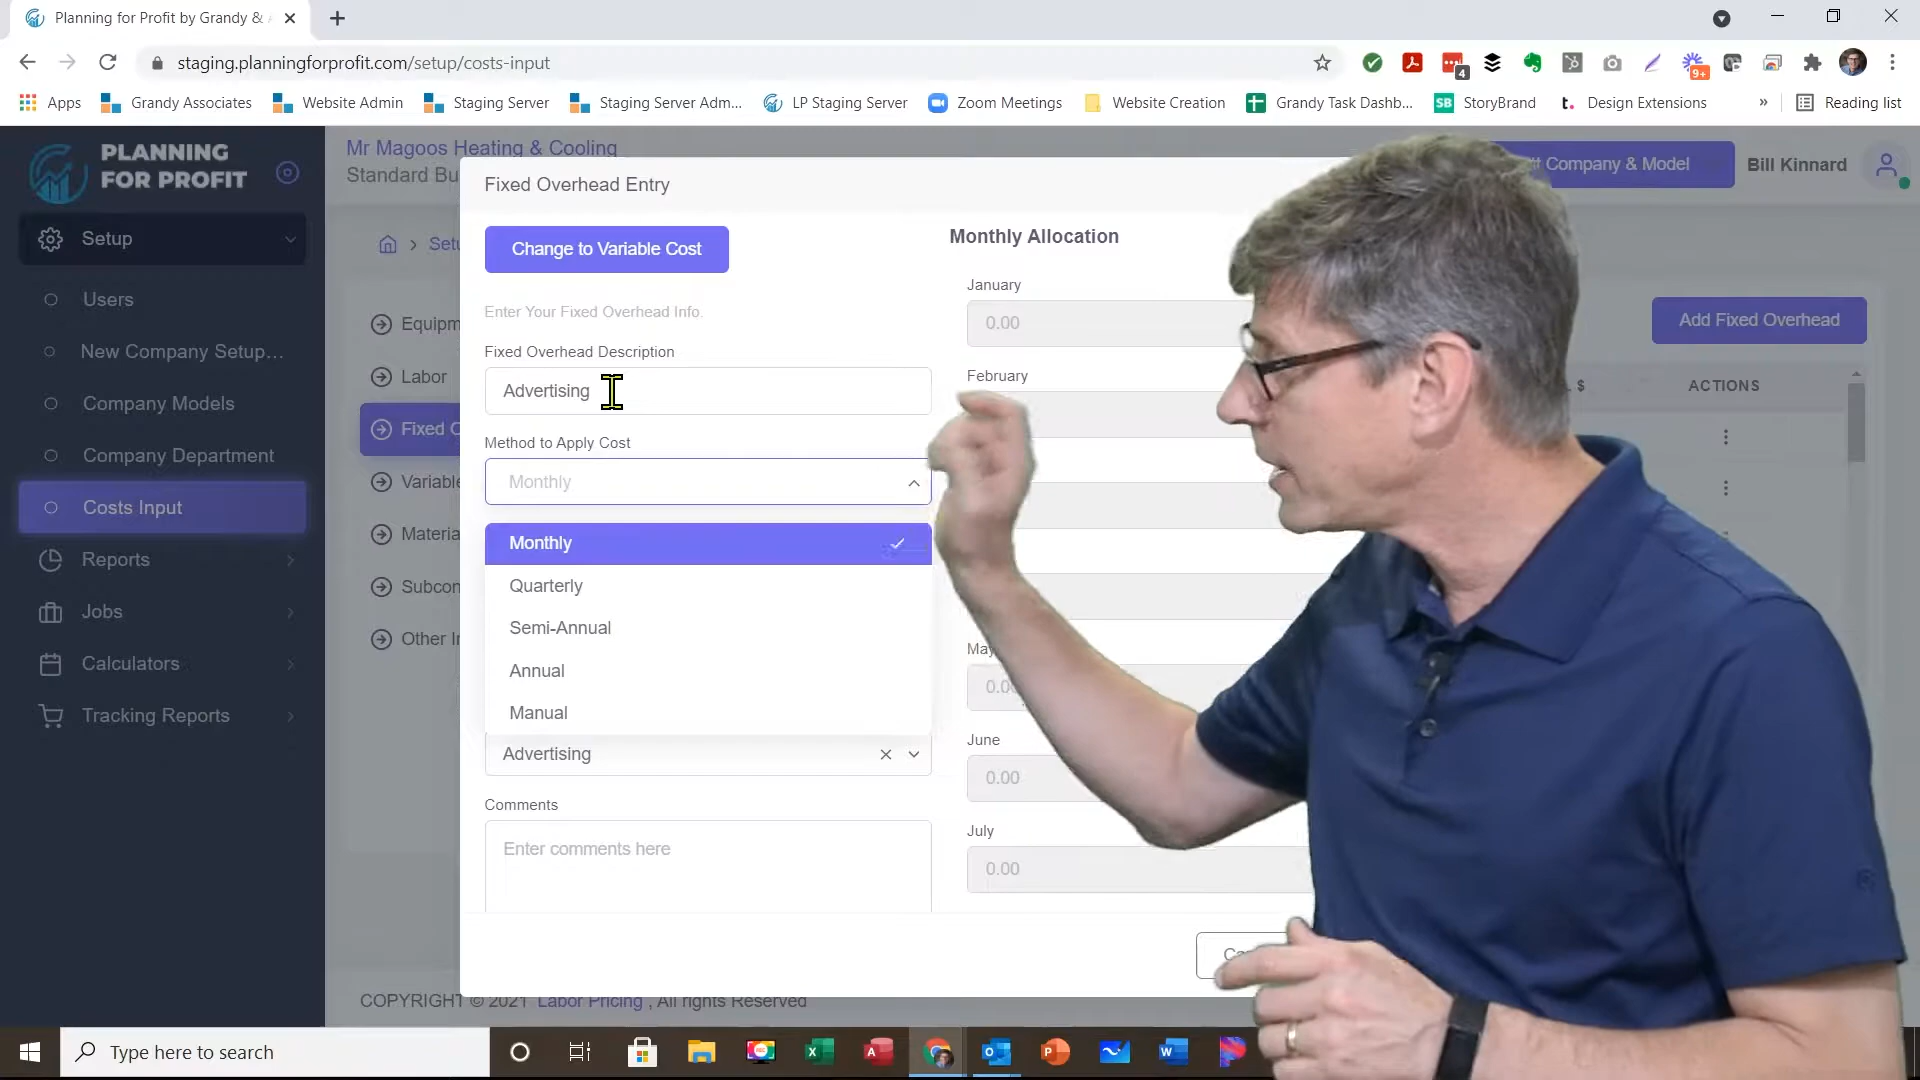 Planning for Profit by Grandy &
staging.planningforprofit.com/setup/costs-input
4
9+
Apps
Grandy Associates
Website Admin
Staging Server
Staging Server Adm...
LP Staging Server
Zoom Meetings
Website Creation
Grandy Task Dashb...
SB StoryBrand
t. Design Extensions
»
Reading list
PLANNING
FOR PROFIT
Setup
Users
New Company Setup...
Company Models
Company Department
Costs Input
Reports
Jobs
Calculators
Tracking Reports
Mr Magoos Heating & Cooling
Standard Bu
Company & Model
Bill Kinnard
Equipm
Labor
Fixed O
Variable
Materia
Subcon
Other In
Add Fixed Overhead
$
ACTIONS
Fixed Overhead Entry
Change to Variable Cost
Enter Your Fixed Overhead Info.
Fixed Overhead Description
Advertising
Method to Apply Cost
Monthly
Monthly
Quarterly
Semi-Annual
Annual
Manual
Advertising
Comments
Enter comments here
Monthly Allocation
January
0.00
February
May
0.00
June
0.00
July
0.00
COPYRIGHT © 2021 Labor Pricing , All rights Reserved
Type here to search